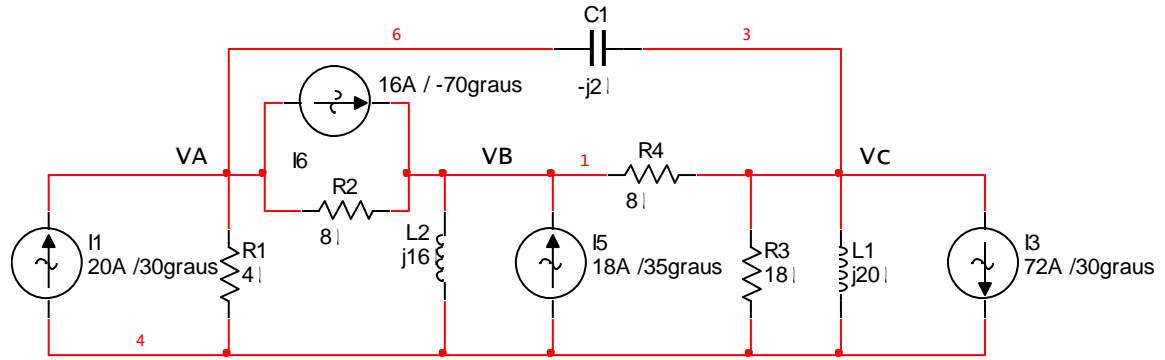 C1
6
3
16A / -70graus
-j2
VA
I6
VB
1
R4
Vc
R2
8
8
I1
20A /30graus
R1
4
L2
j16
I5
18A /35graus
R3
18
L1
j20
I3
72A /30graus
4